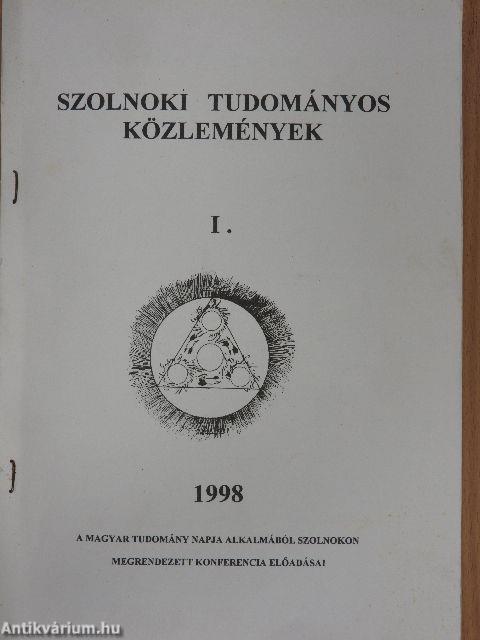 SZOLNOKI TUDOMÁNYOS
KÖZLEMÉNYEK
I.
1998
A MAGYAR TUDOMÁNY NAPJA ALKALMÁBÓL SZOLNOKON
MEGRENDEZETT KONFERENCIA ELŐADÁSAI
Antikvárium.hu